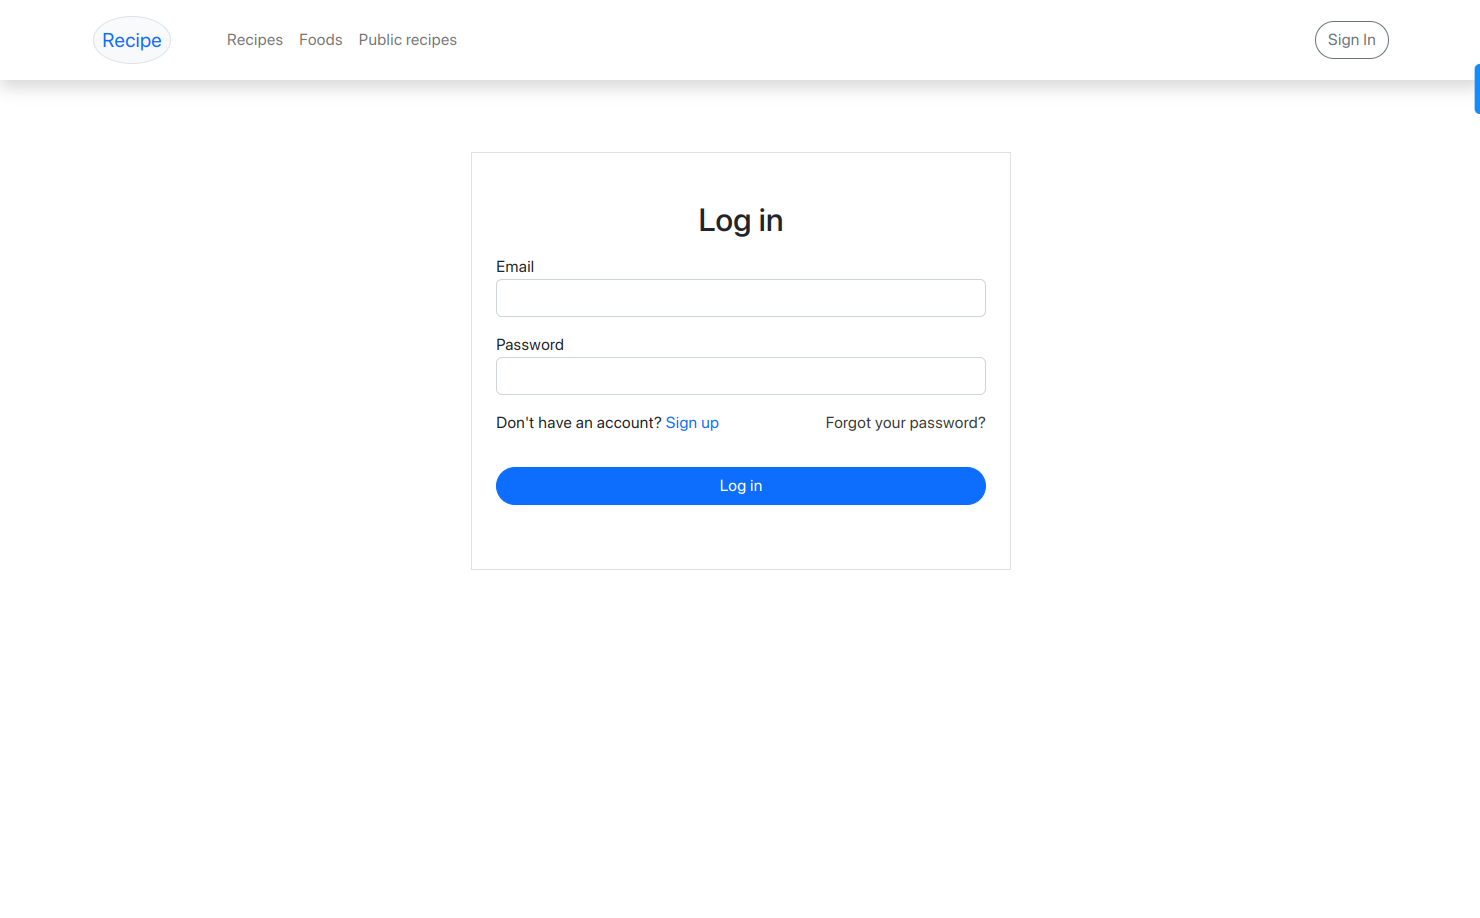 Recipe Recipes Foods Public recipes Sign In
Log in
Email
Password
Don't have an account? Sign up Forgot your password?
Log in